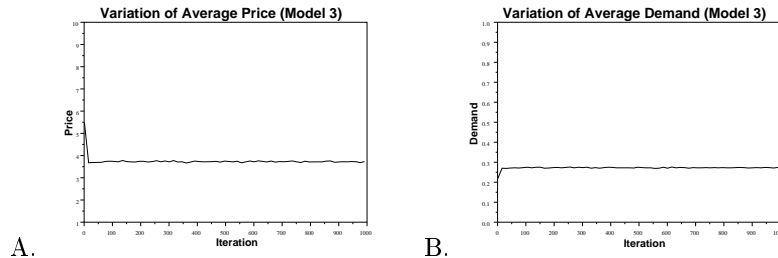 Variation of Average Price (Model 3)
10
9
8
7
6
5
4
3
2
1
Price
0 100 200 300 400 500 600 700 800 900 1000
Iteration
A.
Variation of Average Demand (Model 3)
1.0
0.9
0.8
0.7
0.6
0.5
0.4
0.3
0.2
0.1
0.0
Demand
0 100 200 300 400 500 600 700 800 900
Iteration
B.